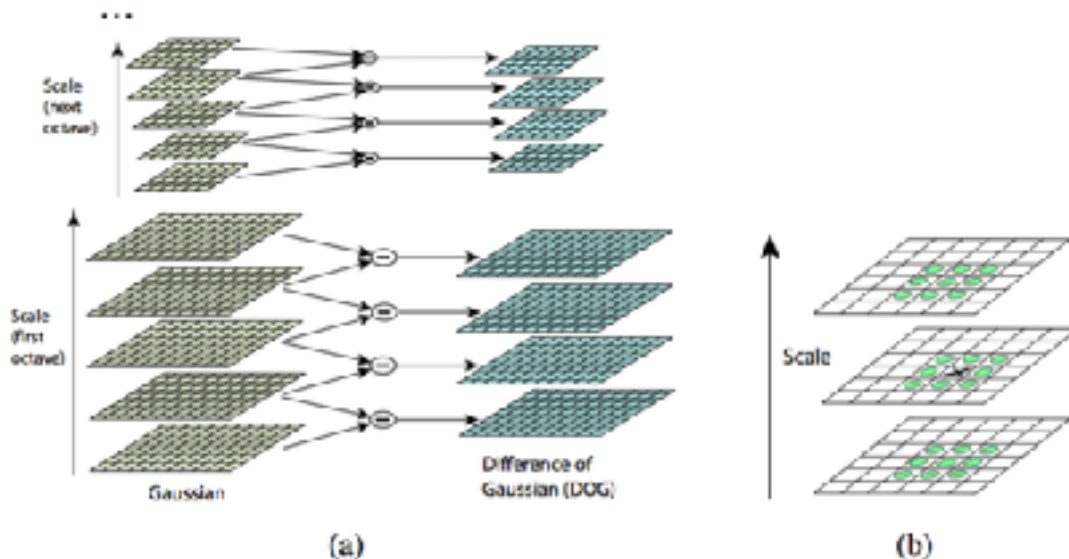 ...
Scale
(next
octave)
Scale
(first
octave)
Gaussian
Difference of
Gaussian (DOG)
(a)
Scale
(b)